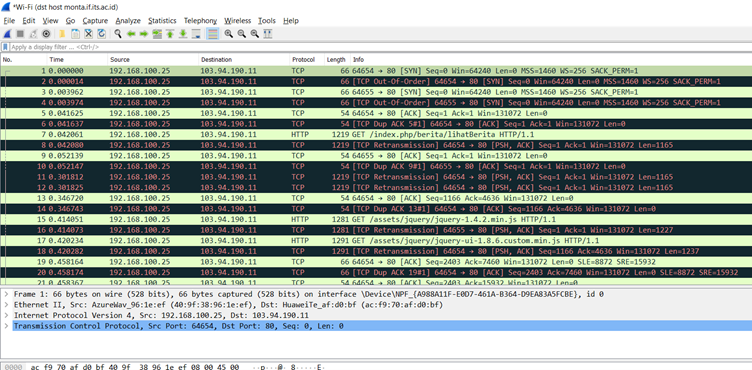 *Wi-Fi (dst host monta.if.its.ac.id)
File Edit View Go Capture Analyze Statistics Telephony Wireless Tools Help
Apply a display filter ... <Ctrl-/>
No. Time Source Destination Protocol Length Info
1 0.000000 192.168.100.25 103.94.190.11 TCP 66 64654 → 80 [SYN] Seq=0 Win=64240 Len=0 MSS=1460 WS=256 SACK_PERM=1
2 0.000014 192.168.100.25 103.94.190.11 TCP 66 [TCP Out-Of-Order] 64654 → 80 [SYN] Seq=0 Win=64240 Len=0 MSS=1460 WS=256 SACK_PERM=1
3 0.003962 192.168.100.25 103.94.190.11 TCP 66 64655 → 80 [SYN] Seq=0 Win=64240 Len=0 MSS=1460 WS=256 SACK_PERM=1
4 0.003974 192.168.100.25 103.94.190.11 TCP 66 [TCP Out-Of-Order] 64655 → 80 [SYN] Seq=0 Win=64240 Len=0 MSS=1460 WS=256 SACK_PERM=1
5 0.041625 192.168.100.25 103.94.190.11 TCP 54 64654 → 80 [ACK] Seq=1 Ack=1 Win=131072 Len=0
6 0.041637 192.168.100.25 103.94.190.11 TCP 54 [TCP Dup ACK 5#1] 64654 → 80 [ACK] Seq=1 Ack=1 Win=131072 Len=0
7 0.042061 192.168.100.25 103.94.190.11 HTTP 1219 GET /index.php/berita/lihatBerita HTTP/1.1
8 0.042080 192.168.100.25 103.94.190.11 TCP 1219 [TCP Retransmission] 64654 → 80 [PSH, ACK] Seq=1 Ack=1 Win=131072 Len=1165
9 0.052139 192.168.100.25 103.94.190.11 TCP 54 64655 → 80 [ACK] Seq=1 Ack=1 Win=131072 Len=0
10 0.052147 192.168.100.25 103.94.190.11 TCP 54 [TCP Dup ACK 9#1] 64655 → 80 [ACK] Seq=1 Ack=1 Win=131072 Len=0
11 0.301812 192.168.100.25 103.94.190.11 TCP 1219 [TCP Retransmission] 64654 → 80 [PSH, ACK] Seq=1 Ack=1 Win=131072 Len=1165
12 0.301825 192.168.100.25 103.94.190.11 TCP 1219 [TCP Retransmission] 64654 → 80 [PSH, ACK] Seq=1 Ack=1 Win=131072 Len=1165
13 0.346720 192.168.100.25 103.94.190.11 TCP 54 64654 → 80 [ACK] Seq=1166 Ack=4636 Win=131072 Len=0
14 0.346743 192.168.100.25 103.94.190.11 TCP 54 [TCP Dup ACK 13#1] 64654 → 80 [ACK] Seq=1166 Ack=4636 Win=131072 Len=0
15 0.414051 192.168.100.25 103.94.190.11 HTTP 1281 GET /assets/jquery/jquery-1.4.2.min.js HTTP/1.1
16 0.414073 192.168.100.25 103.94.190.11 TCP 1281 [TCP Retransmission] 64655 → 80 [PSH, ACK] Seq=1 Ack=1 Win=131072 Len=1227
17 0.420234 192.168.100.25 103.94.190.11 HTTP 1291 GET /assets/jquery/jquery-ui-1.8.6.custom.min.js HTTP/1.1
18 0.420282 192.168.100.25 103.94.190.11 TCP 1291 [TCP Retransmission] 64654 → 80 [PSH, ACK] Seq=1166 Ack=4636 Win=131072 Len=1237
19 0.458164 192.168.100.25 103.94.190.11 TCP 66 64654 → 80 [ACK] Seq=2403 Ack=7460 Win=131072 Len=0 SLE=8872 SRE=15932
20 0.458174 192.168.100.25 103.94.190.11 TCP 66 [TCP Dup ACK 19#1] 64654 → 80 [ACK] Seq=2403 Ack=7460 Win=131072 Len=0 SLE=8872 SRE=15932
21 0.458367 192.168.100.25 103.94.190.11 TCP 54 64654 → 80 [ACK] Seq=2403 Ack=15932 Win=131072 Len=0
Frame 1: 66 bytes on wire (528 bits), 66 bytes captured (528 bits) on interface \Device\NPF_{A988A11F-E0D7-461A-B364-D9EA83A5FCBE}, id 0
Ethernet II, Src: AzureWav_96:1e:ef (40:9f:38:96:1e:ef), Dst: HuaweiTe_af:d0:bf (ac:f9:70:af:d0:bf)
Internet Protocol Version 4, Src: 192.168.100.25, Dst: 103.94.190.11
Transmission Control Protocol, Src Port: 64654, Dst Port: 80, Seq: 0, Len: 0
0000 ac f9 70 af d0 bf 40 9f 38 96 1e ef 08 00 45 00 ··p···@· 8·····E·